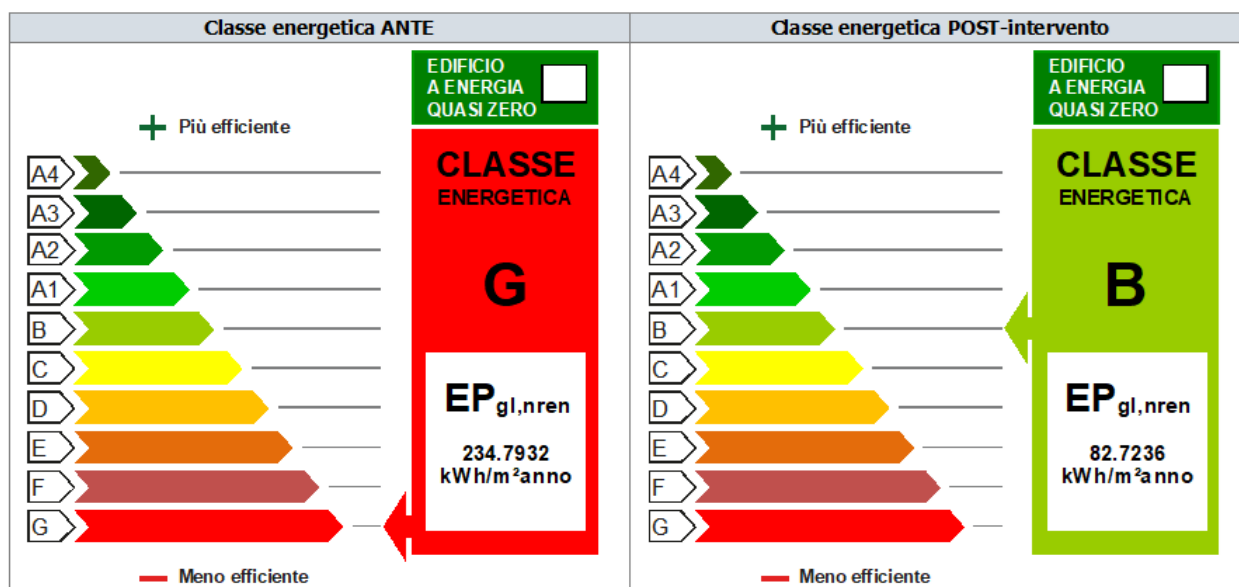 Classe energetica ANTE
EDIFICIO
A ENERGIA
QUASI ZERO
Più efficiente
A4
A3
A2
A1
B
C
D
E
F
G
Meno efficiente
CLASSE
ENERGETICA
G
EPgl,nren
234.7932
kWh/m²anno
Classe energetica POST-intervento
EDIFICIO
A ENERGIA
QUASI ZERO
Più efficiente
A4
A3
A2
A1
B
C
D
E
F
G
Meno efficiente
CLASSE
ENERGETICA
B
EPgl,nren
82.7236
kWh/m²anno